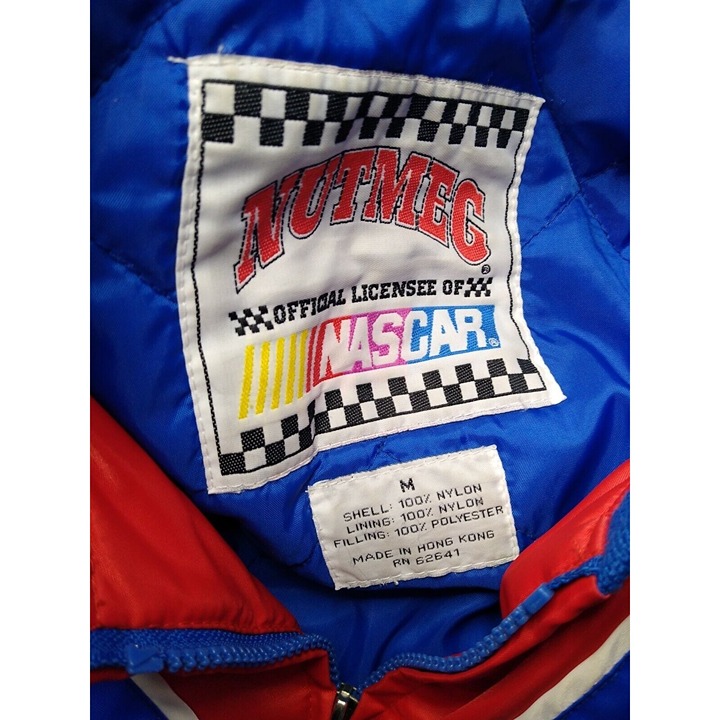 NUTMEG®
OFFICIAL LICENSEE OF
NASCAR®
M
SHELL: 100% NYLON
LINING: 100% NYLON
FILLING: 100% POLYESTER
MADE IN HONG KONG
RN 62641